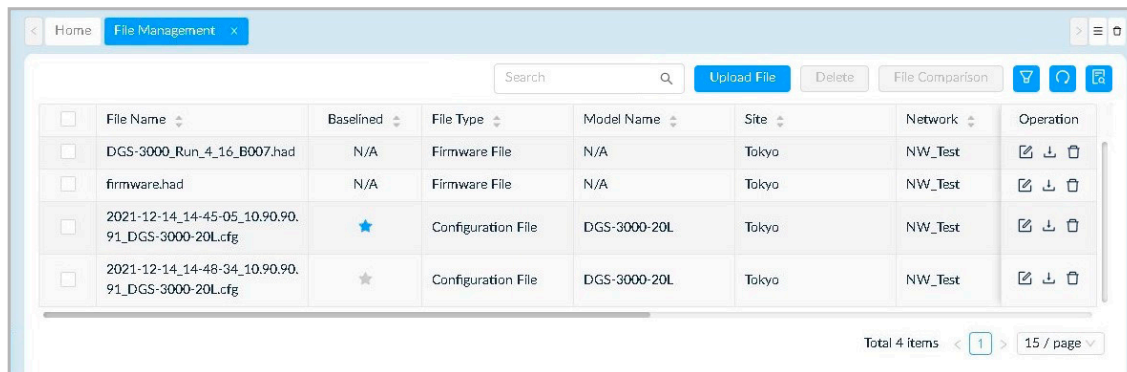 Home File Management x
Search Upload File Delete File Comparison
File Name Baselined File Type Model Name Site Network Operation
DGS-3000_Run_4_16_B007.had N/A Firmware File N/A Tokyo NW_Test
firmware.had N/A Firmware File N/A Tokyo NW_Test
2021-12-14_14-45-05_10.90.90.
91_DGS-3000-20L.cfg Configuration File DGS-3000-20L Tokyo NW_Test
2021-12-14_14-48-34_10.90.90.
91_DGS-3000-20L.cfg Configuration File DGS-3000-20L Tokyo NW_Test
Total 4 items < 1 > 15 / page